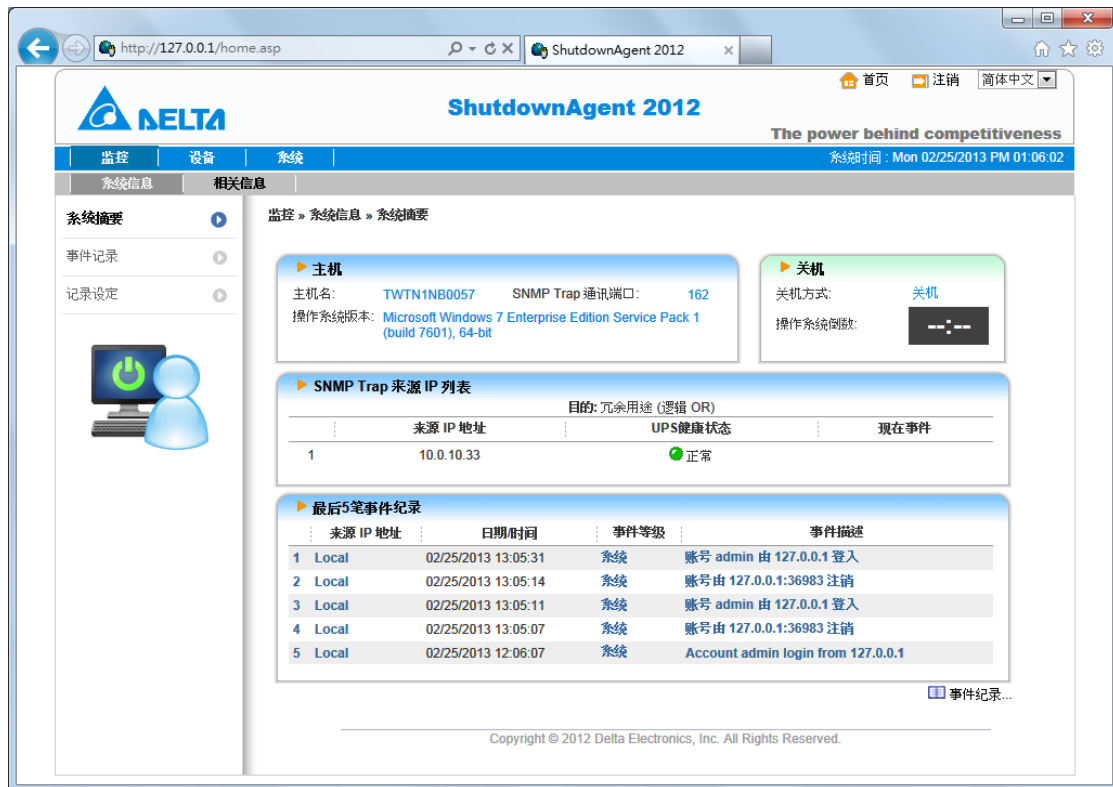 http://127.0.0.1/home.asp
ShutdownAgent 2012
首页 注销 简体中文
DELTA
ShutdownAgent 2012
The power behind competitiveness
监控 设备 系统 系统时间 : Mon 02/25/2013 PM 01:06:02
系统信息 相关信息
系统摘要
事件记录
记录设定
监控 » 系统信息 » 系统摘要
主机
主机名: TWTN1NB0057 SNMP Trap 通讯端口: 162
操作系统版本: Microsoft Windows 7 Enterprise Edition Service Pack 1
(build 7601), 64-bit
关机
关机方式: 关机
操作系统倒数: --:--
SNMP Trap 来源 IP 列表
目的: 冗余用途 (逻辑 OR)
来源 IP 地址 UPS健康状态 现在事件
1 10.0.10.33 正常
最后5笔事件纪录
来源 IP 地址 日期/时间 事件等级 事件描述
1 Local 02/25/2013 13:05:31 系统 账号 admin 由 127.0.0.1 登入
2 Local 02/25/2013 13:05:14 系统 账号由 127.0.0.1:36983 注销
3 Local 02/25/2013 13:05:11 系统 账号 admin 由 127.0.0.1 登入
4 Local 02/25/2013 13:05:07 系统 账号由 127.0.0.1:36983 注销
5 Local 02/25/2013 12:06:07 系统 Account admin login from 127.0.0.1
事件纪录...
Copyright © 2012 Delta Electronics, Inc. All Rights Reserved.